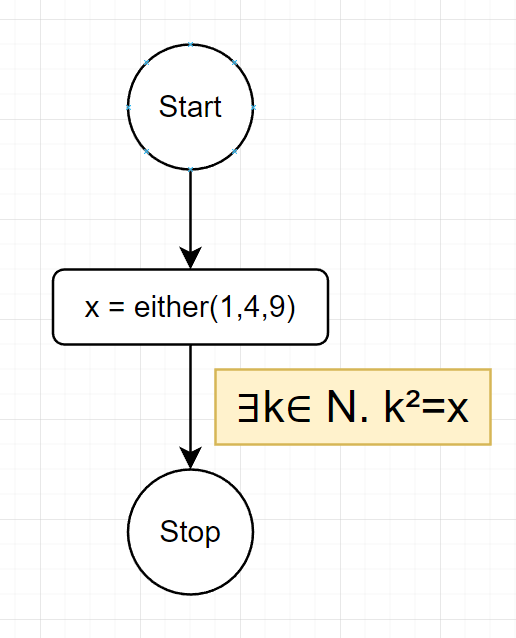 Start
x = either(1,4,9)
∃k∈ N. k²=x
Stop